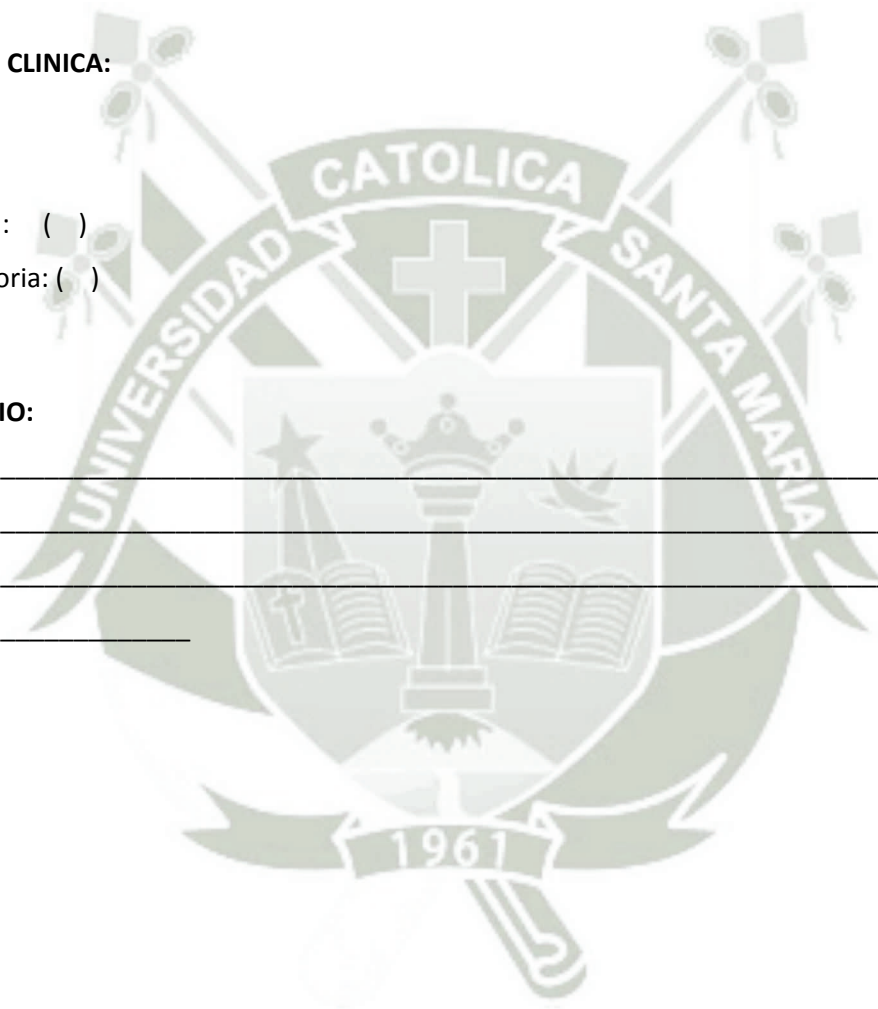 CLINICA:
: ( )
oria: ( )
IO:
UNIVERSIDAD CATOLICA SANTA MARIA
1961